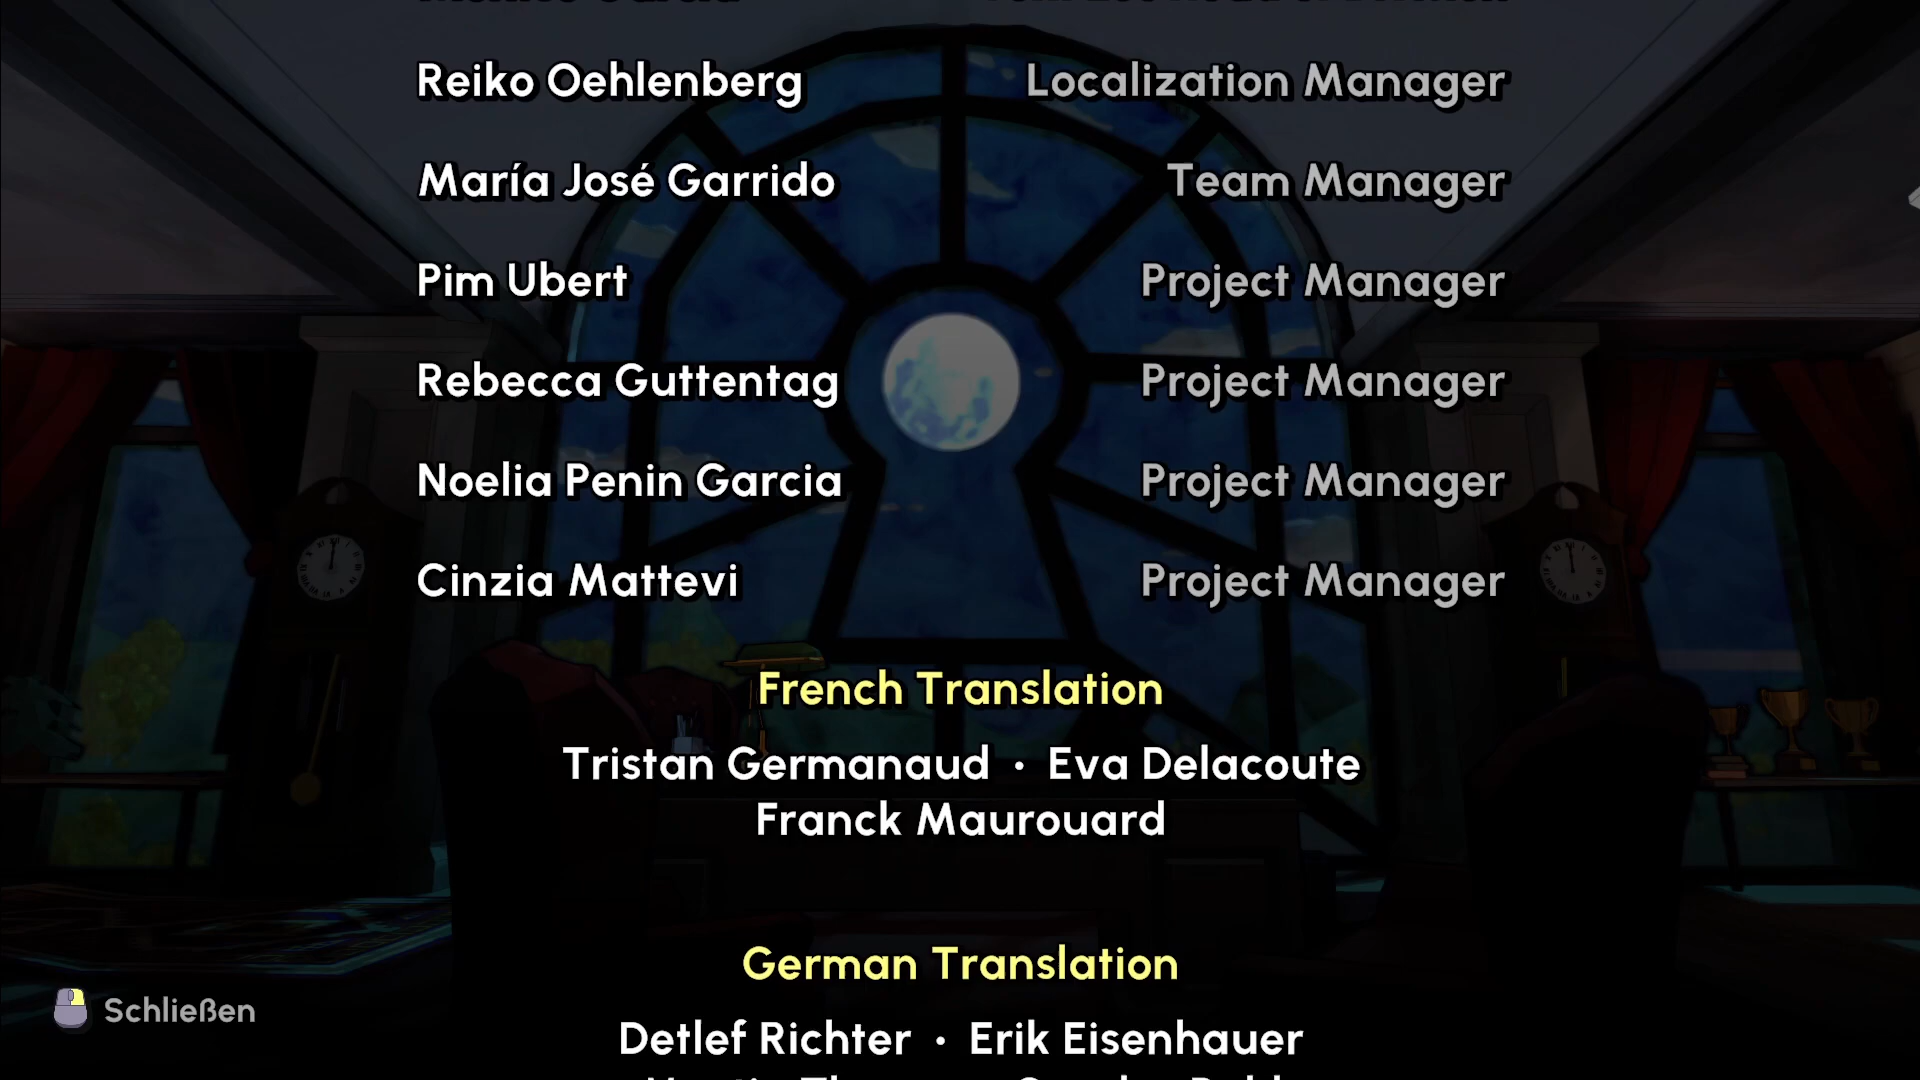 Reiko Oehlenberg Localization Manager
María José Garrido Team Manager
Pim Ubert Project Manager
Rebecca Guttentag Project Manager
Noelia Penin Garcia Project Manager
Cinzia Mattevi Project Manager
French Translation
Tristan Germanaud · Eva Delacoute
Franck Maurouard
German Translation
Schließen
Detlef Richter · Erik Eisenhauer